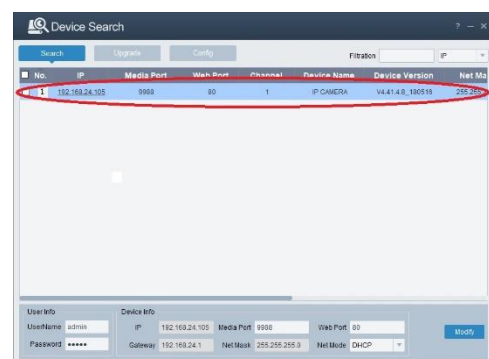 Device Search
? – ×
Search Upgrade Config Filtration IP
No. IP Media Port Web Port Channel Device Name Device Version Net Ma
1 192.168.24.105 9988 80 1 IP CAMERA V4.41.4.8_180516 255.255
User Info Device Info
UserName admin IP 192.168.24.105 Media Port 9988 Web Port 80
Modify
Password ••••• Gateway 192.168.24.1 Net Mask 255.255.255.0 Net Mode DHCP